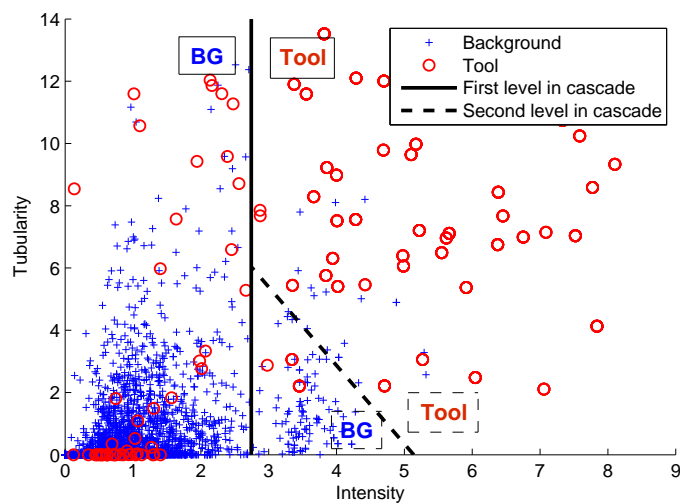 14
12
10
8
6
4
2
0
Tubularity
BG
Tool
Background
Tool
First level in cascade
Second level in cascade
Tool
BG
0 1 2 3 4 5 6 7 8 9
Intensity